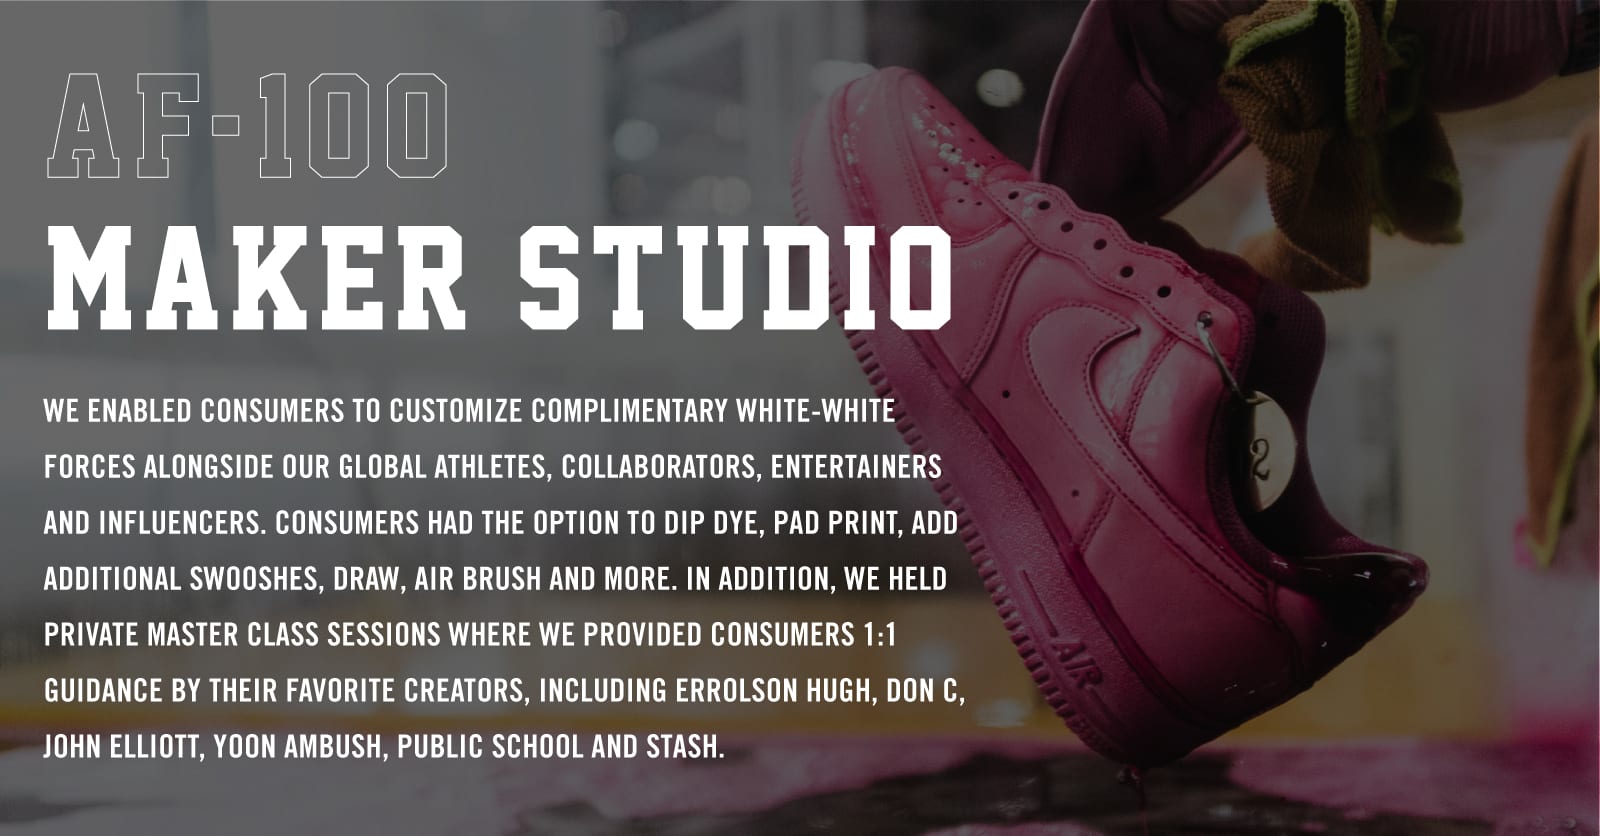 AF-100
MAKER STUDIO
WE ENABLED CONSUMERS TO CUSTOMIZE COMPLIMENTARY WHITE-WHITE
FORCES ALONGSIDE OUR GLOBAL ATHLETES, COLLABORATORS, ENTERTAINERS
AND INFLUENCERS. CONSUMERS HAD THE OPTION TO DIP DYE, PAD PRINT, ADD
ADDITIONAL SWOOSHES, DRAW, AIR BRUSH AND MORE. IN ADDITION, WE HELD
PRIVATE MASTER CLASS SESSIONS WHERE WE PROVIDED CONSUMERS 1:1
GUIDANCE BY THEIR FAVORITE CREATORS, INCLUDING ERROLSON HUGH, DON C,
JOHN ELLIOTT, YOON AMBUSH, PUBLIC SCHOOL AND STASH.
2
AIR